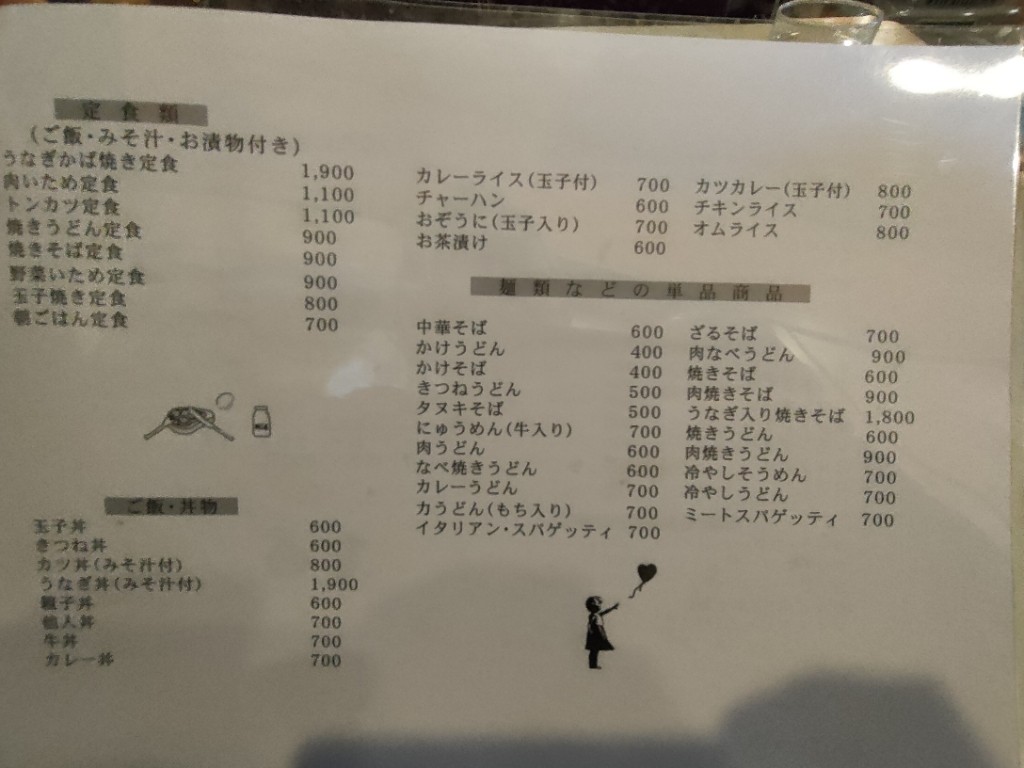 定食類
(ご飯・みそ汁・お漬物付き)
うなぎかば焼き定食 1,900
肉いため定食 1,100
トンカツ定食 1,100
焼きうどん定食 900
焼きそば定食 900
野菜いため定食 900
玉子焼き定食 800
朝ごはん定食 700
カレーライス(玉子付) 700
チャーハン 600
おぞうに(玉子入り) 700
お茶漬け 600
カツカレー(玉子付) 800
チキンライス 700
オムライス 800
麺類などの単品商品
中華そば 600
かけうどん 400
かけそば 400
きつねうどん 500
タヌキそば 500
にゅうめん(牛入り) 700
肉うどん 600
なべ焼きうどん 600
カレーうどん 700
力うどん(もち入り) 700
イタリアン・スパゲッティ 700
ざるそば 700
肉なべうどん 900
焼きそば 600
肉焼きそば 900
うなぎ入り焼きそば 1,800
焼きうどん 600
肉焼きうどん 900
冷やしそうめん 700
冷やしうどん 700
ミートスパゲッティ 700
ご飯・丼物
玉子丼 600
きつね丼 600
カツ丼(みそ汁付) 800
うなぎ丼(みそ汁付) 1,900
親子丼 600
他人丼 700
牛丼 700
カレー丼 700